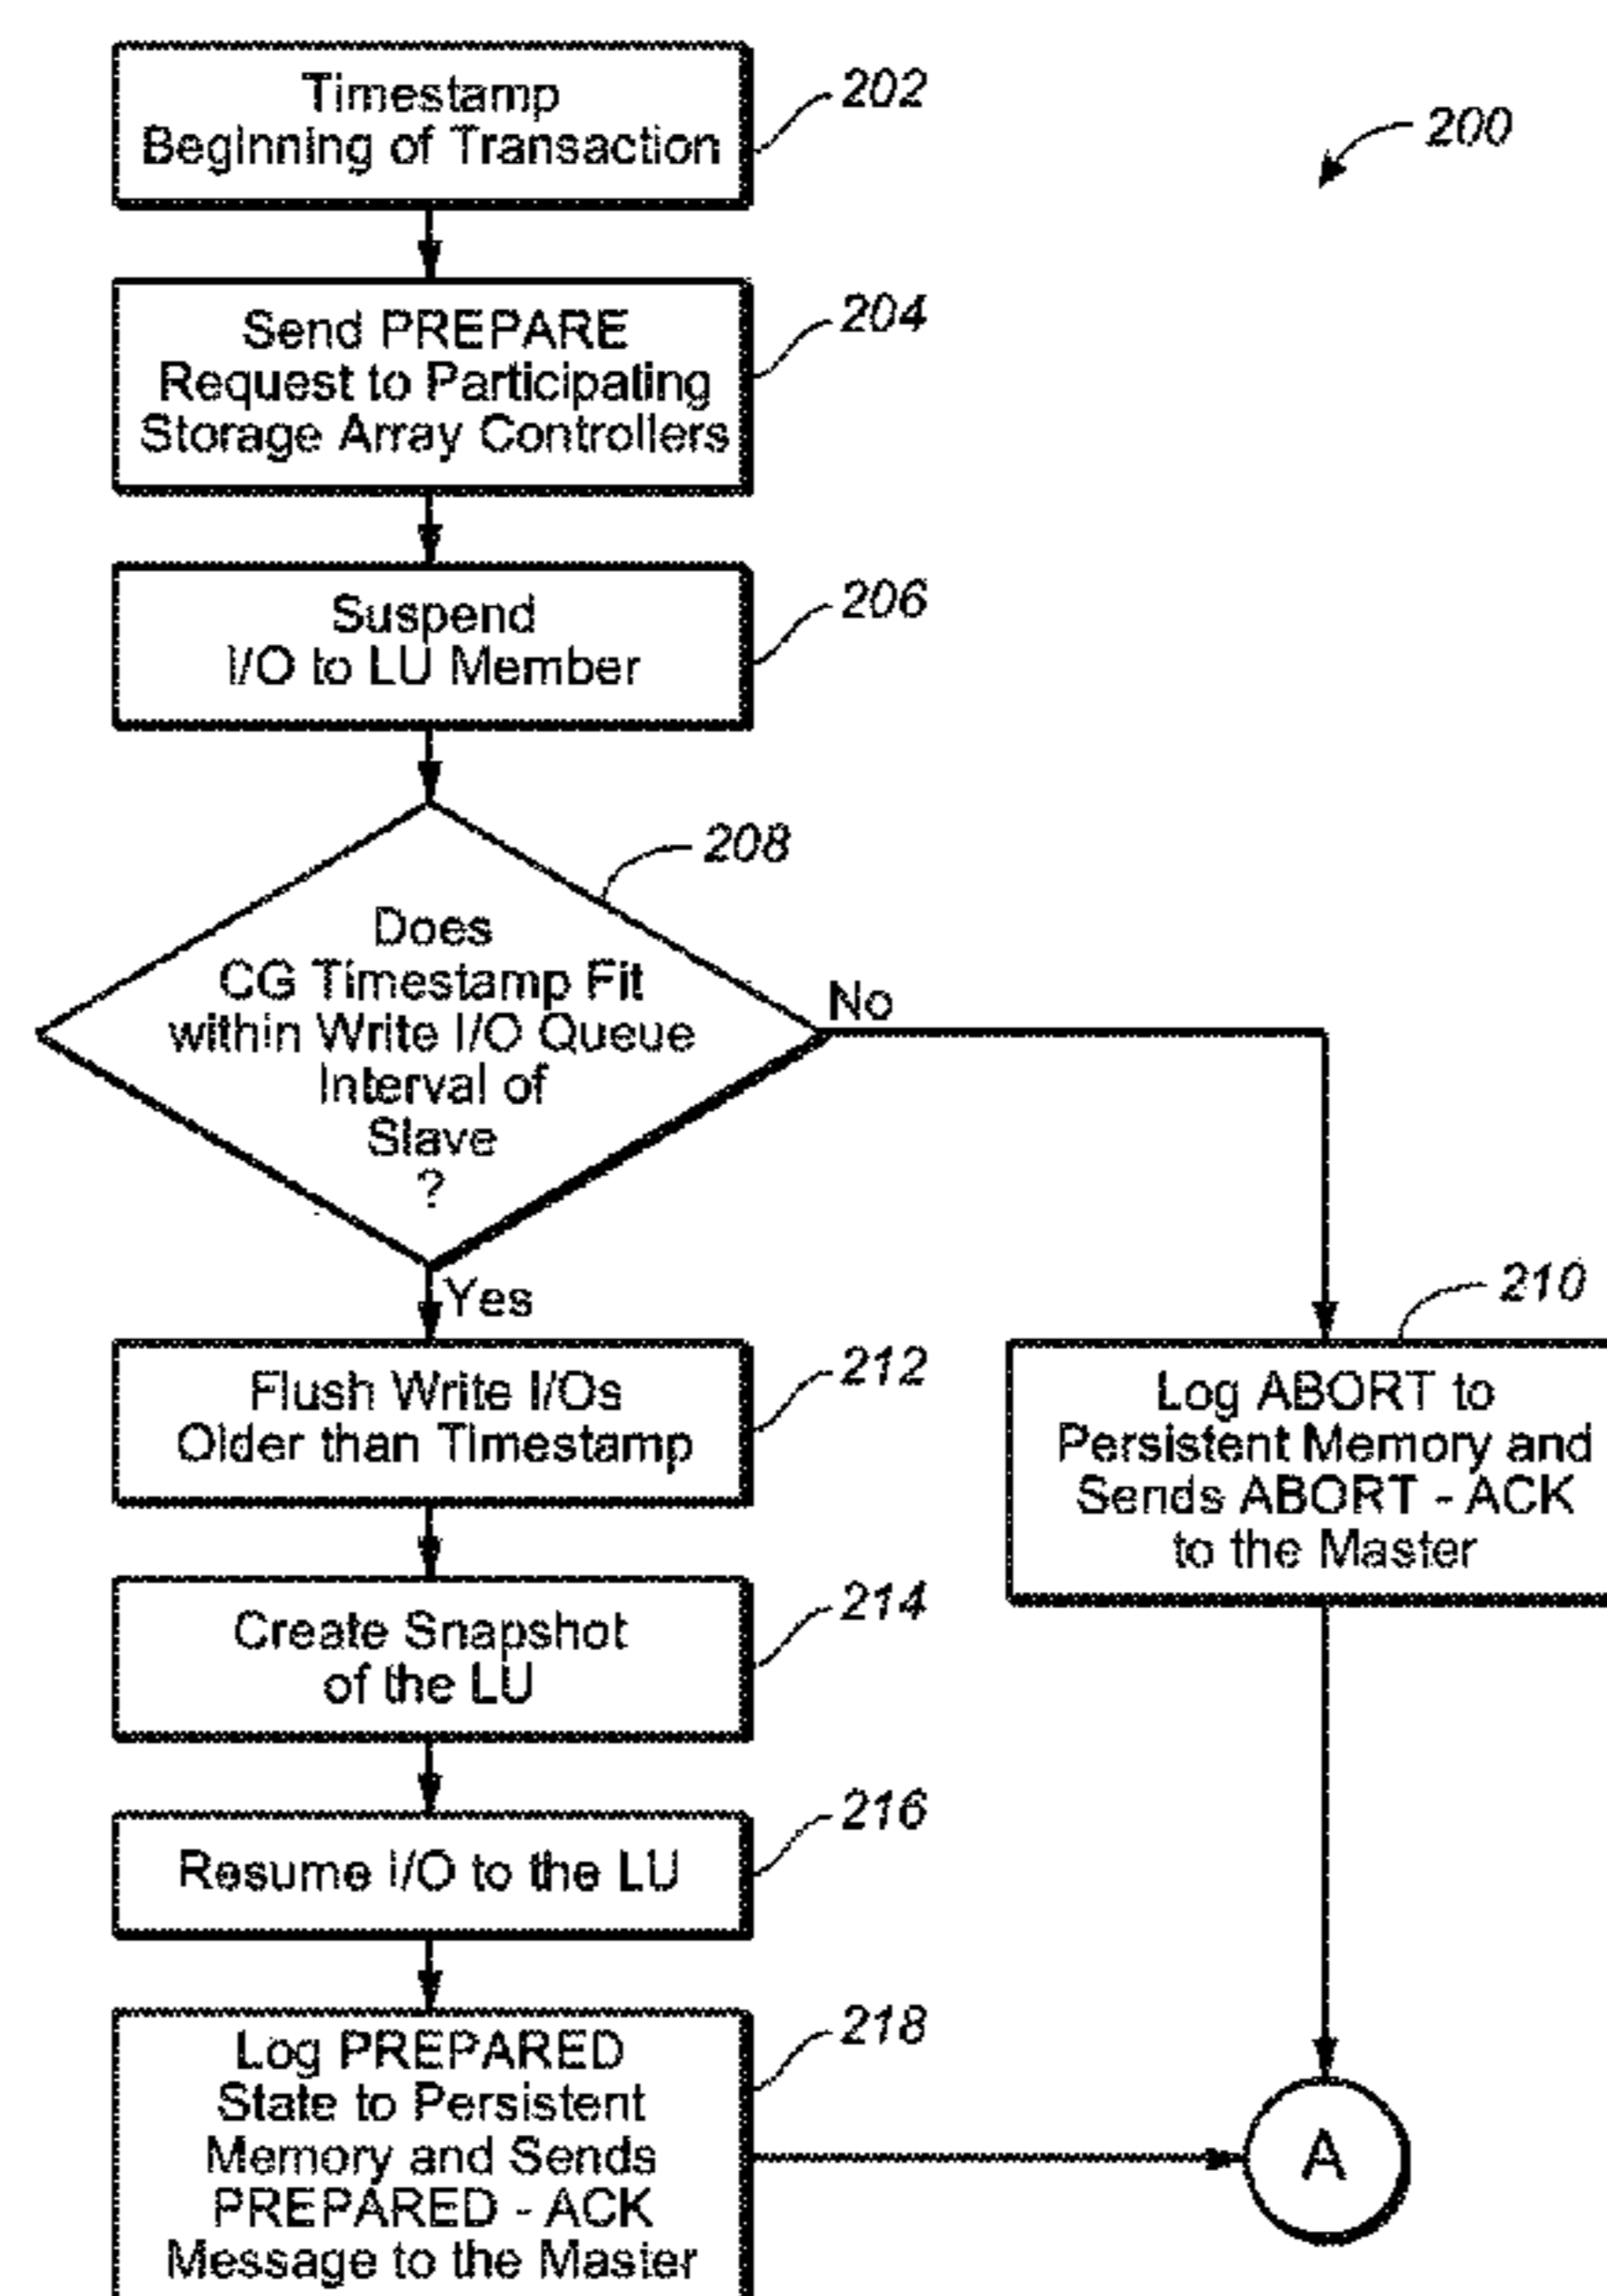 Timestamp
Beginning of Transaction
202
200
Send PREPARE
Request to Participating
Storage Array Controllers
204
Suspend
I/O to LU Member
206
208
Does
CG Timestamp Fit
within Write I/O Queue
Interval of
Slave
?
No
Yes
210
Log ABORT to
Persistent Memory and
Sends ABORT - ACK
to the Master
Flush Write I/Os
Older than Timestamp
212
Create Snapshot
of the LU
214
Resume I/O to the LU
216
Log PREPARED
State to Persistent
Memory and Sends
PREPARED - ACK
Message to the Master
218
A